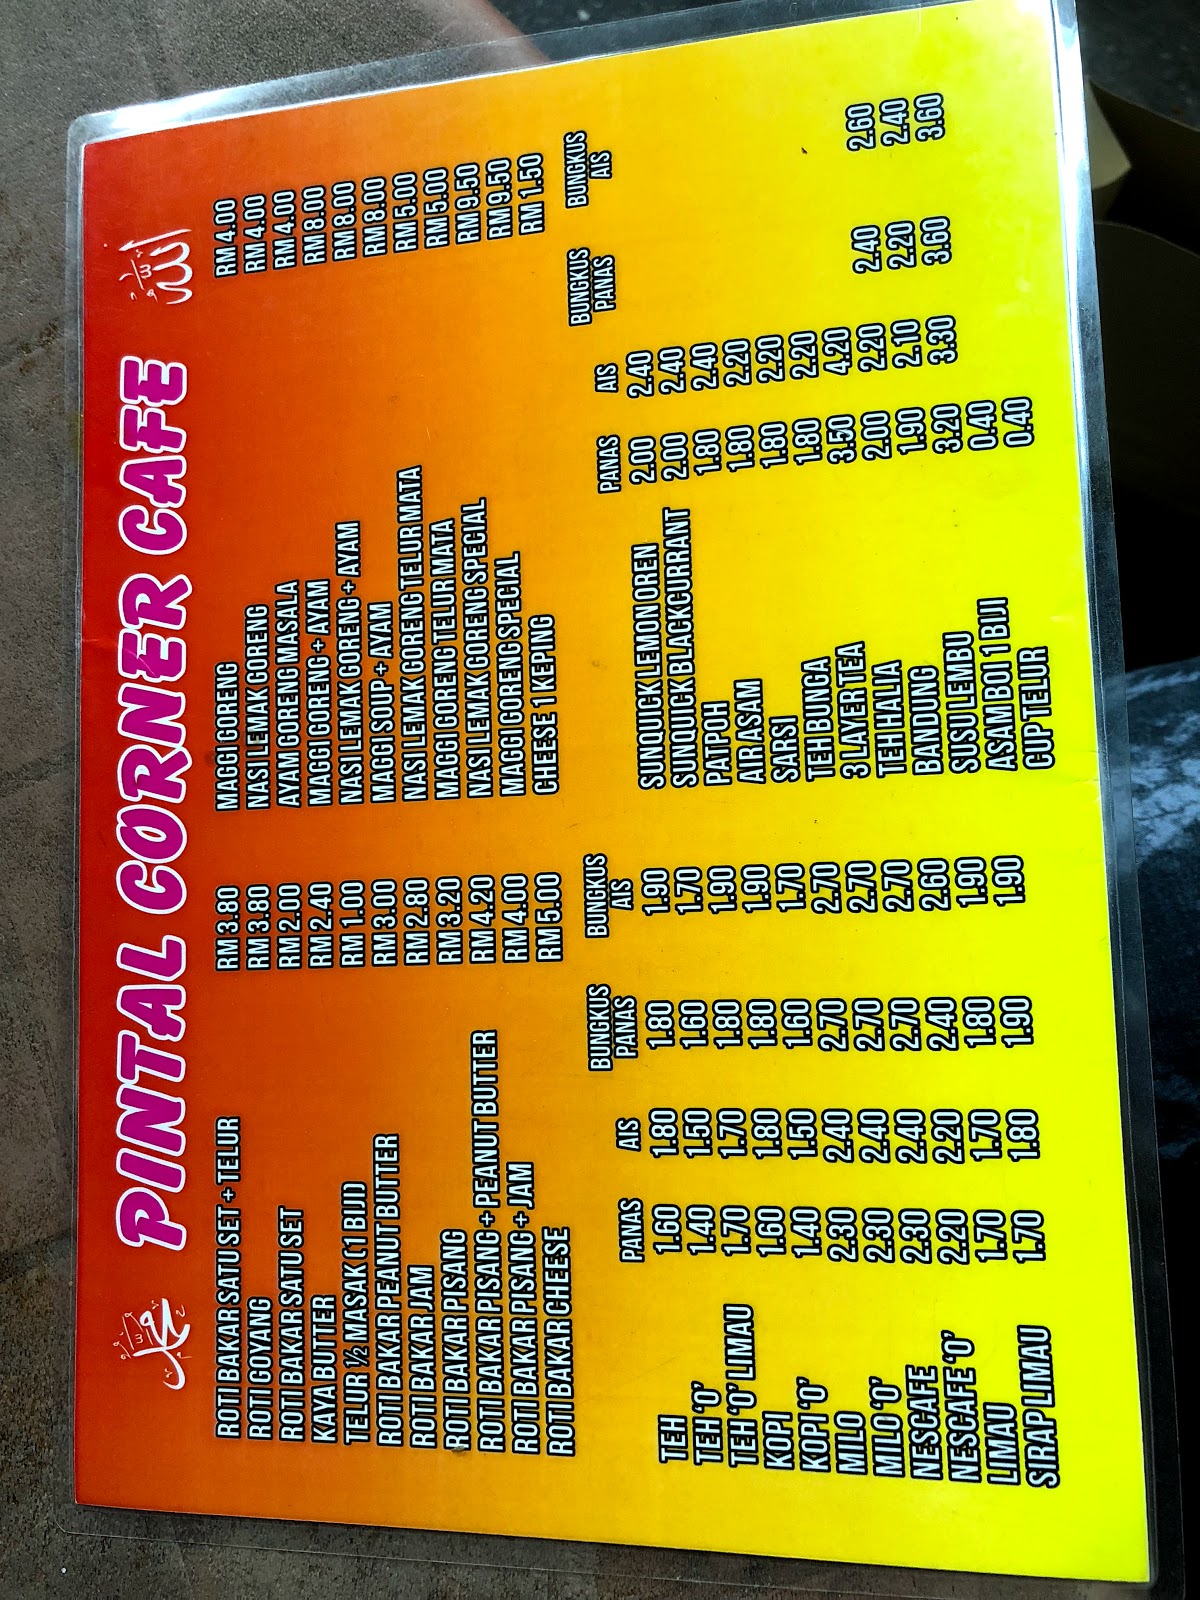 محمد PINTAL CORNER CAFE الله
ROTI BAKAR SATU SET + TELUR RM 3.80
ROTI GOYANG RM 3.80
ROTI BAKAR SATU SET RM 2.00
KAYA BUTTER RM 2.40
TELUR ½ MASAK (1 BIJI) RM 1.00
ROTI BAKAR PEANUT BUTTER RM 3.00
ROTI BAKAR JAM RM 2.80
ROTI BAKAR PISANG RM 3.20
ROTI BAKAR PISANG + PEANUT BUTTER RM 4.20
ROTI BAKAR PISANG + JAM RM 4.00
ROTI BAKAR CHEESE RM 5.00
MAGGI GORENG RM 4.00
NASI LEMAK GORENG RM 4.00
AYAM GORENG MASALA RM 4.00
MAGGI GORENG + AYAM RM 8.00
NASI LEMAK GORENG + AYAM RM 8.00
MAGGI SOUP + AYAM RM 8.00
NASI LEMAK GORENG TELUR MATA RM 5.00
MAGGI GORENG TELUR MATA RM 5.00
NASI LEMAK GORENG SPECIAL RM 9.50
MAGGI GORENG SPECIAL RM 9.50
CHEESE 1 KEPING RM 1.50
PANAS AIS BUNGKUS PANAS BUNGKUS AIS
TEH 1.60 1.80 1.80 1.90
TEH 'O' 1.40 1.50 1.60 1.70
TEH 'O' LIMAU 1.70 1.70 1.80 1.90
KOPI 1.60 1.80 1.80 1.90
KOPI 'O' 1.40 1.50 1.60 1.70
MILO 2.30 2.40 2.70 2.70
MILO 'O' 2.30 2.40 2.70 2.70
NESCAFE 2.30 2.40 2.70 2.70
NESCAFE 'O' 2.20 2.20 2.40 2.60
LIMAU 1.70 1.70 1.80 1.90
SIRAP LIMAU 1.70 1.80 1.90 1.90
PANAS AIS BUNGKUS PANAS BUNGKUS AIS
SUNQUICK LEMON OREN 2.00 2.40
SUNQUICK BLACKCURRANT 2.00 2.40
PAT POH 1.80 2.40
AIR ASAM 1.80 2.20
SARSI 1.80 2.20
TEH BUNGA 1.80 2.20
3 LAYER TEA 3.50 4.20
TEH HALIA 2.00 2.20 2.40 2.60
BANDUNG 1.90 2.10 2.20 2.40
SUSU LEMBU 3.20 3.30 3.60 3.60
ASAM BOI 1 BIJI 0.40
CUP TELUR 0.40